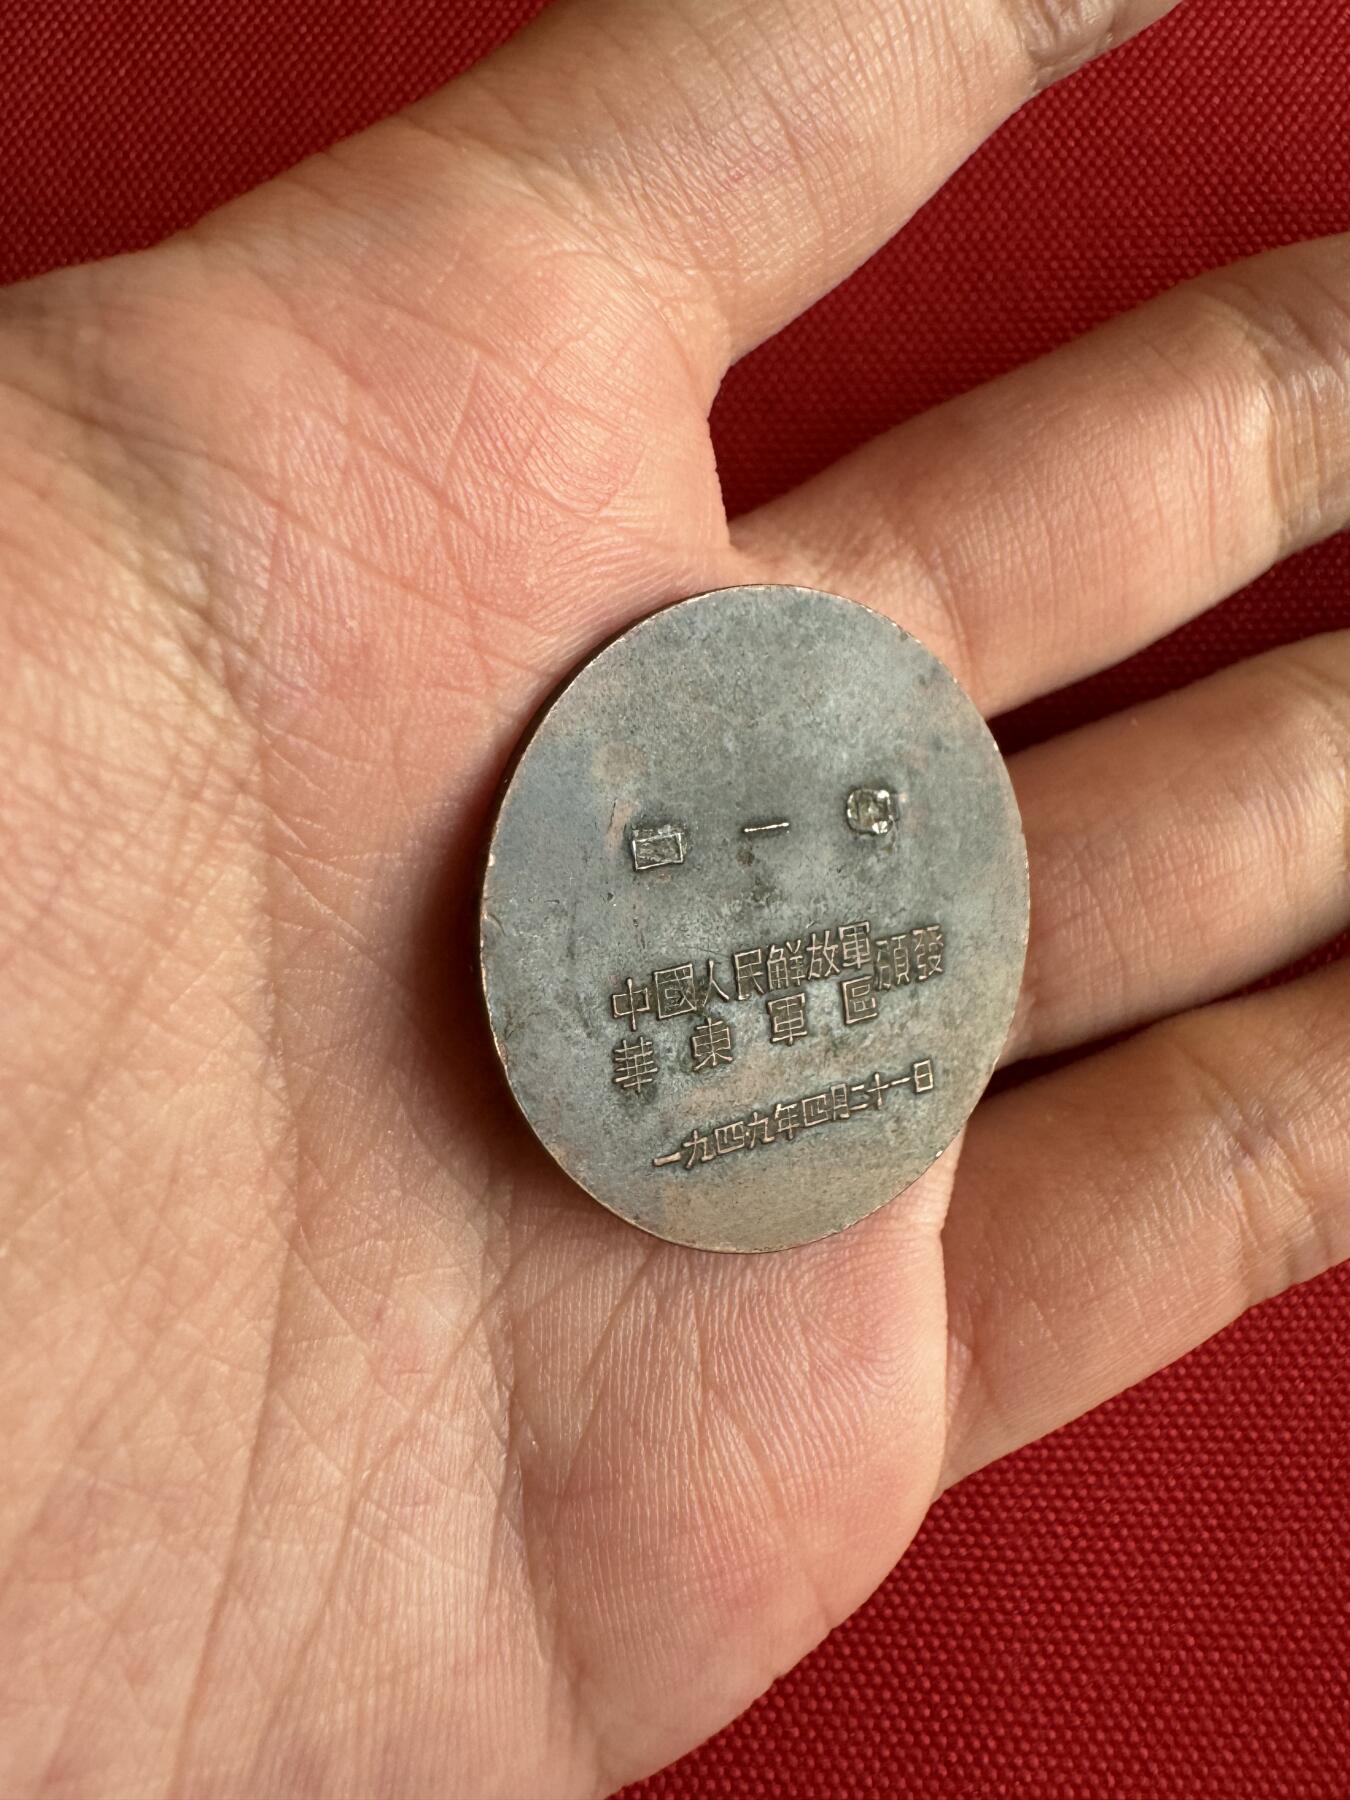 一
中國人民解放軍頒發
華東軍區
一九四九年四月二十一日